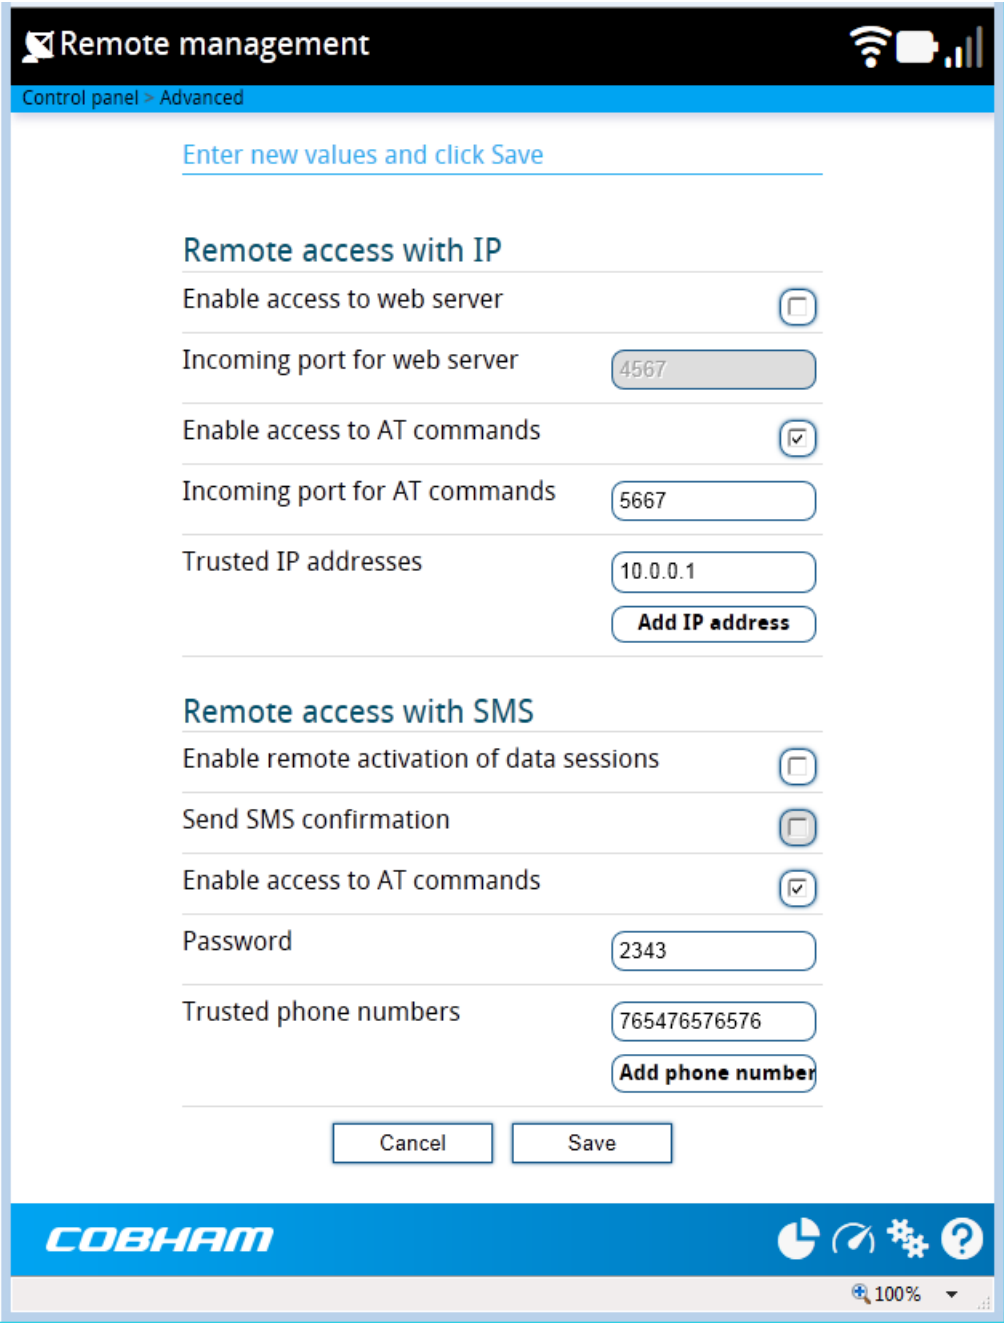 Remote management
Control panel > Advanced
Enter new values and click Save
Remote access with IP
Enable access to web server
Incoming port for web server 4567
Enable access to AT commands
Incoming port for AT commands 5667
Trusted IP addresses 10.0.0.1
Add IP address
Remote access with SMS
Enable remote activation of data sessions
Send SMS confirmation
Enable access to AT commands
Password 2343
Trusted phone numbers 765476576576
Add phone number
Cancel Save
COBHAM
100%